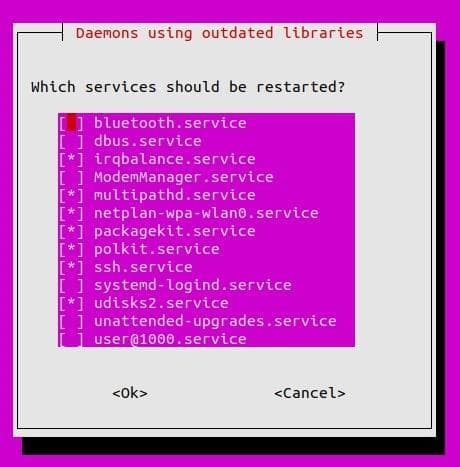 Daemons using outdated libraries
Which services should be restarted?
[ ] bluetooth.service
[ ] dbus.service
[*] irqbalance.service
[ ] ModemManager.service
[*] multipathd.service
[*] netplan-wpa-wlan0.service
[*] packagekit.service
[*] polkit.service
[*] ssh.service
[ ] systemd-logind.service
[*] udisks2.service
[ ] unattended-upgrades.service
[ ] user@1000.service
<Ok> <Cancel>